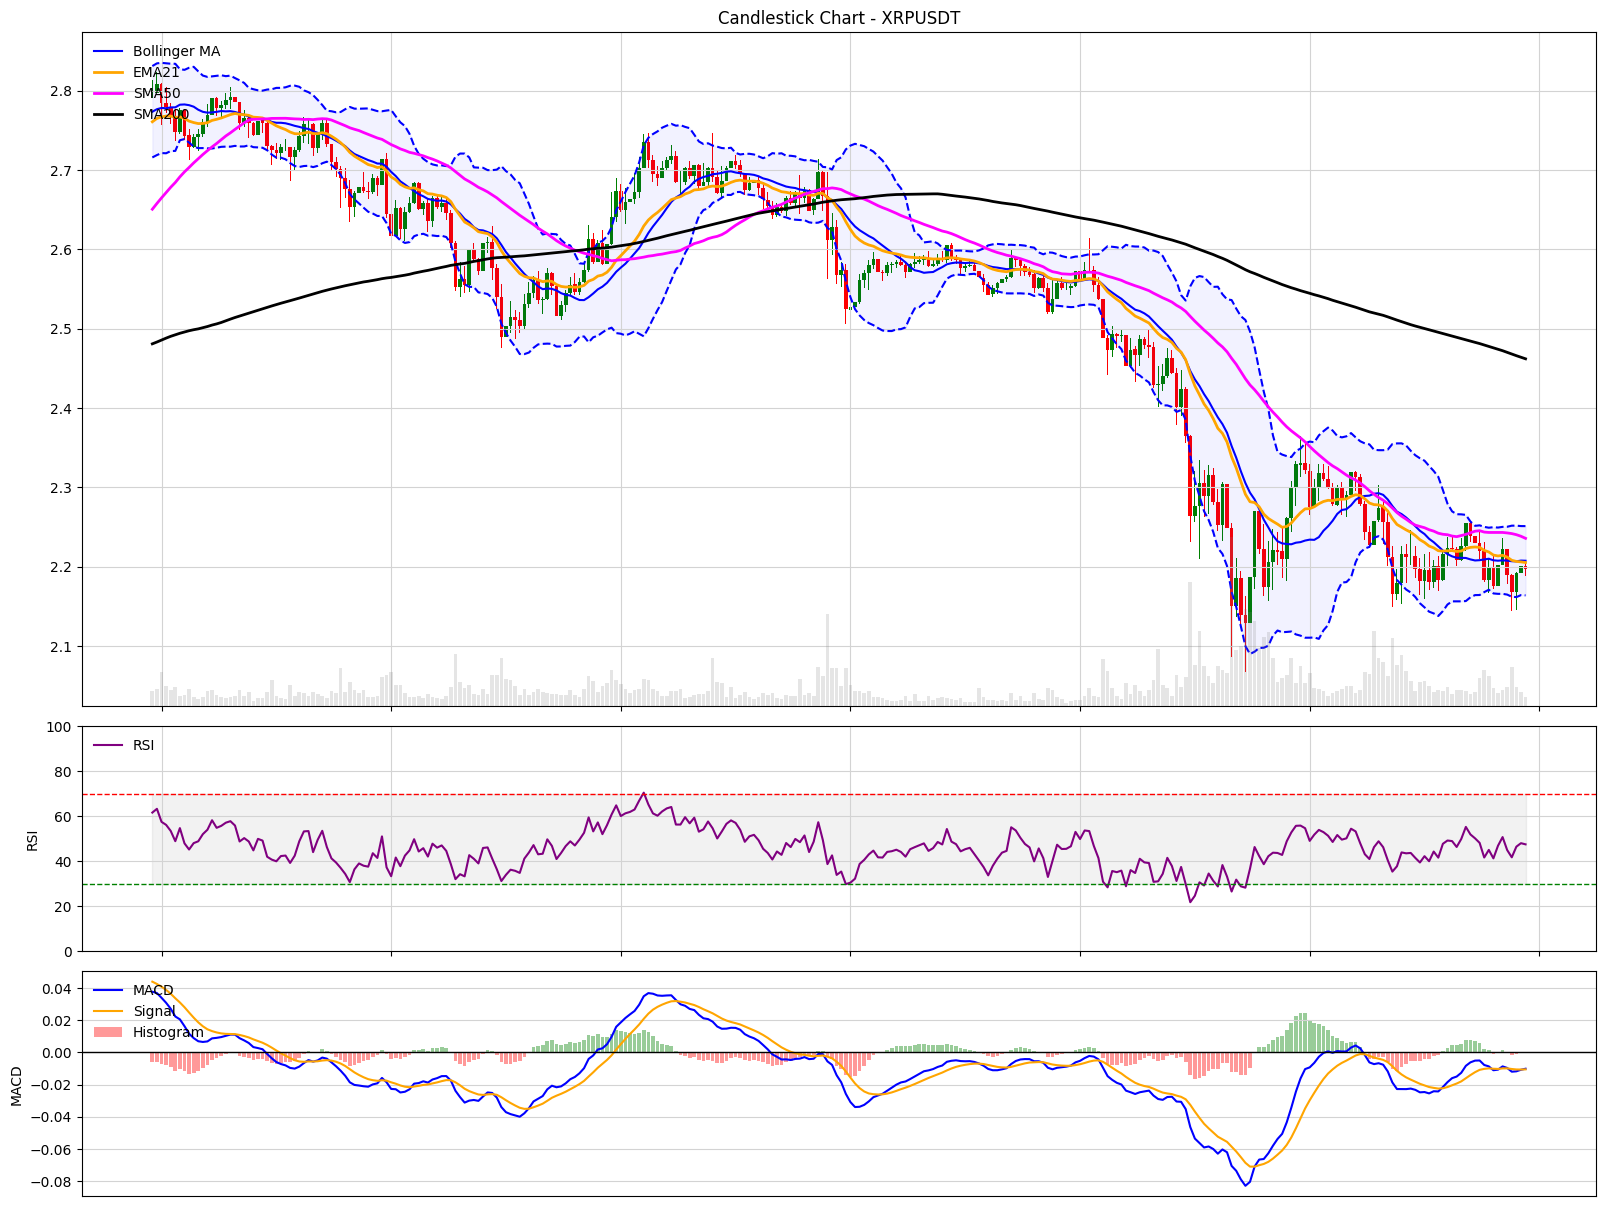 Candlestick Chart - XRPUSDT
Bollinger MA
EMA21
SMA50
SMA200
2.8
2.7
2.6
2.5
2.4
2.3
2.2
2.1
100
80
60
40
20
0
RSI
RSI
0.04
0.02
0.00
−0.02
−0.04
−0.06
−0.08
MACD
MACD
Signal
Histogram